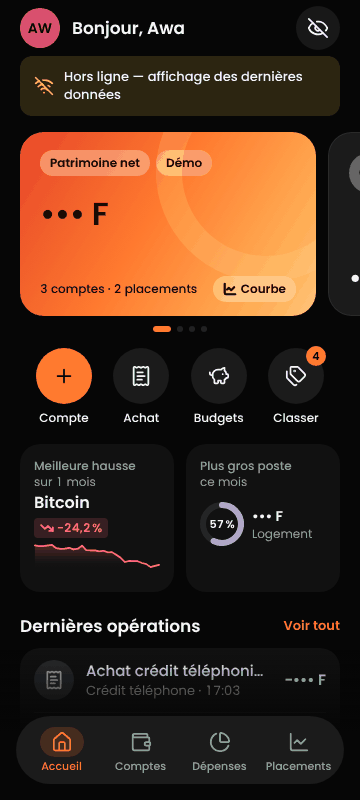 AW
Bonjour, Awa
Hors ligne — affichage des dernières
données
Patrimoine net
Démo
••• F
3 comptes · 2 placements
Courbe
4
Compte
Achat
Budgets
Classer
Meilleure hausse
sur 1 mois
Bitcoin
-24,2 %
Plus gros poste
ce mois
57 %
••• F
Logement
Dernières opérations
Voir tout
Achat crédit téléphoni...
Crédit téléphone · 17:03
-••• F
Accueil
Comptes
Dépenses
Placements